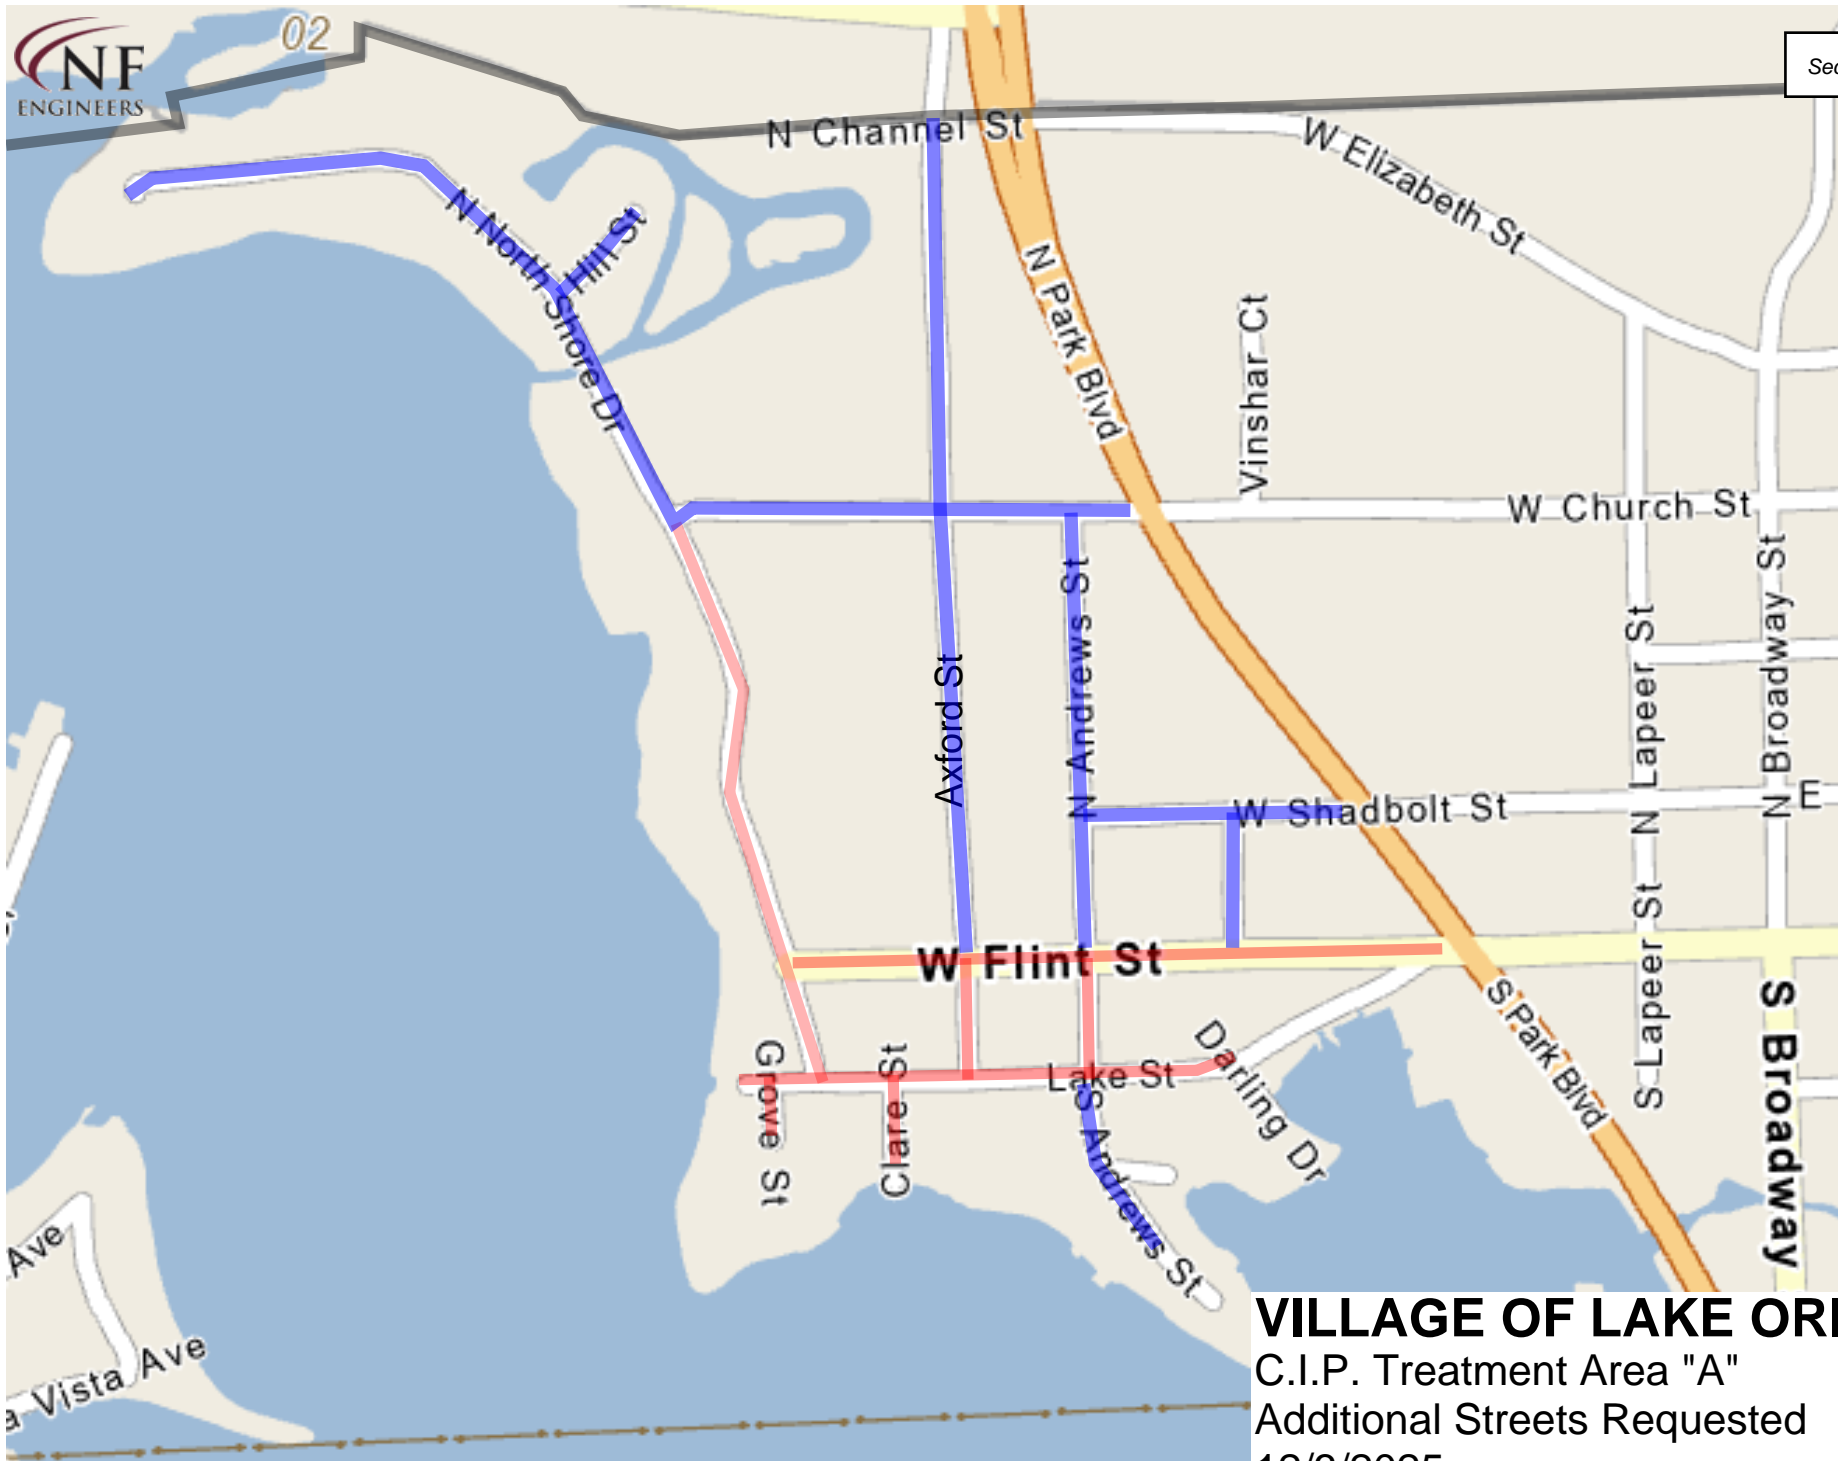 02
NF
ENGINEERS
N Channel St
W Elizabeth St
N North Shore Dr
Hill St
N Park Blvd
Vinshar Ct
W Church St
N Andrews St
Axford St
N Lapeer St
N Broadway St
W Shadbolt St
E
W Flint St
S Lapeer St
S Park Blvd
S Broadway
Grove St
Clare St
Lake St
Darling Dr
S Andrews St
Ave
a Vista Ave
VILLAGE OF LAKE ORI
C.I.P. Treatment Area "A"
Additional Streets Requested